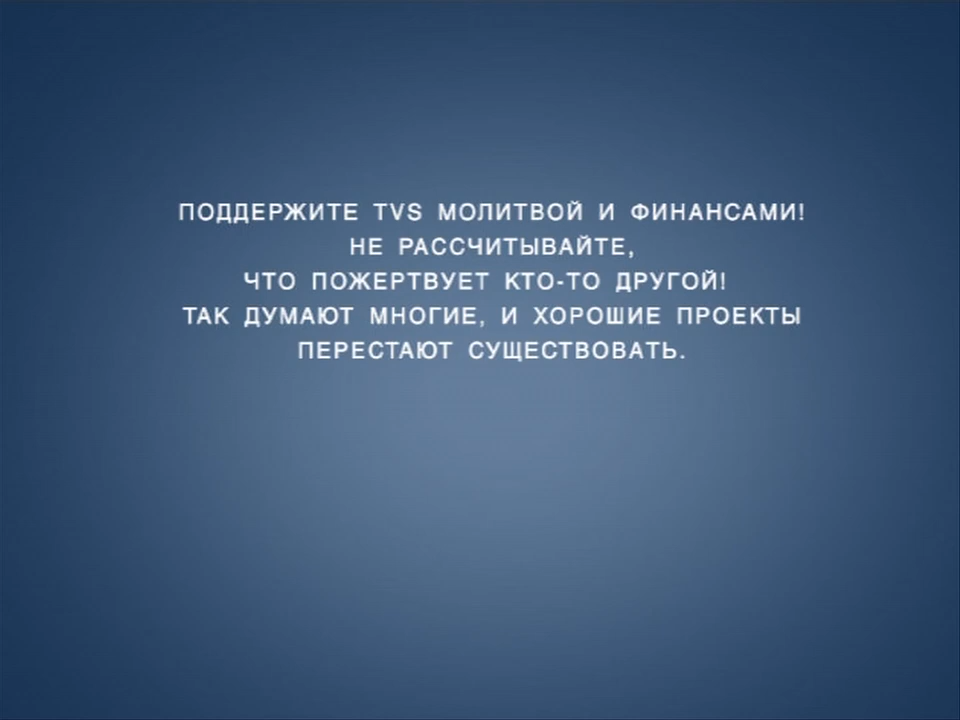 ПОДДЕРЖИТЕ TVS МОЛИТВОЙ И ФИНАНСАМИ!
НЕ РАССЧИТЫВАЙТЕ,
ЧТО ПОЖЕРТВУЕТ КТО-ТО ДРУГОЙ!
ТАК ДУМАЮТ МНОГИЕ, И ХОРОШИЕ ПРОЕКТЫ
ПЕРЕСТАЮТ СУЩЕСТВОВАТЬ.